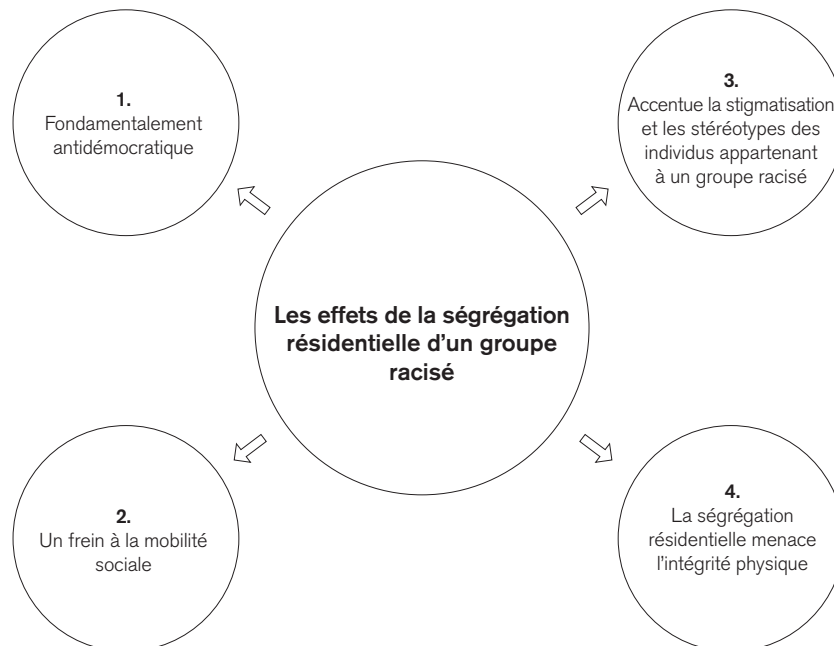 1.
Fondamentalement
antidémocratique
3.
Accentue la stigmatisation
et les stéréotypes des
individus appartenant
à un groupe racisé
Les effets de la ségrégation
résidentielle d'un groupe
racisé
2.
Un frein à la mobilité
sociale
4.
La ségrégation
résidentielle menace
l'intégrité physique